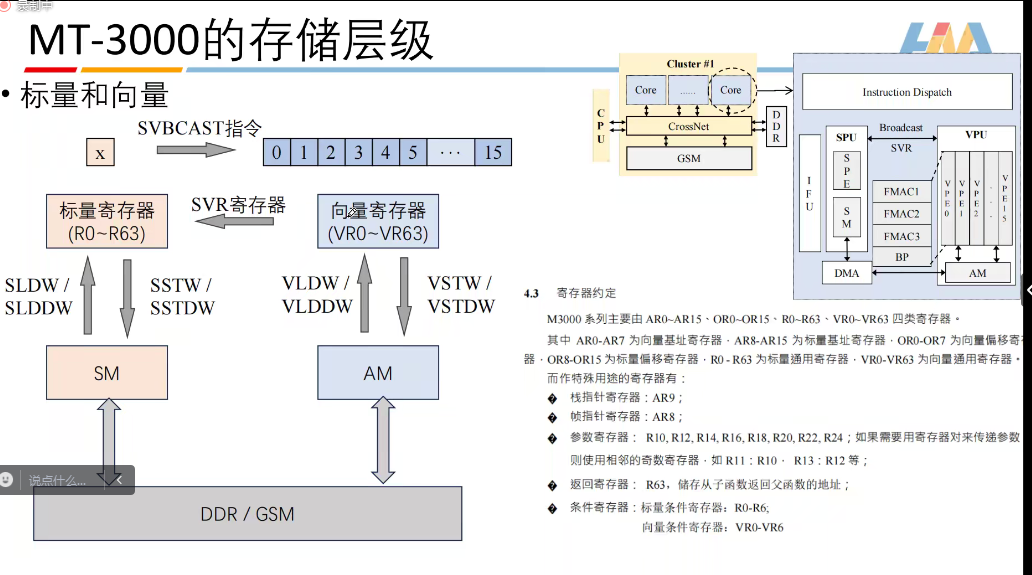 录制中
MT-3000的存储层级
• 标量和向量
SVBCAST指令
x
0 1 2 3 4 5 ··· 15
标量寄存器
(R0~R63)
SVR寄存器
向量寄存器
(VR0~VR63)
SLDW /
SLDDW
SSTW /
SSTDW
VLDW /
VLDDW
VSTW /
VSTDW
SM
AM
说点什么...
DDR / GSM
Cluster #1
Core
......
Core
CPU
CrossNet
DDR
GSM
Instruction Dispatch
IFU
SPU
SPE
SM
Broadcast
SVR
VPU
FMAC1
FMAC2
FMAC3
BP
VPE0
VPE1
VPE2
...
VPE15
DMA
AM
4.3 寄存器约定
M3000 系列主要由 AR0~AR15、OR0~OR15、R0~R63、VR0~VR63 四类寄存器。
其中 AR0-AR7 为向量基址寄存器，AR8-AR15 为标量基址寄存器，OR0-OR7 为向量偏移寄存
器，OR8-OR15 为标量偏移寄存器，R0 - R63 为标量通用寄存器，VR0-VR63 为向量通用寄存器。
而作特殊用途的寄存器有：
栈指针寄存器：AR9；
帧指针寄存器：AR8；
参数寄存器： R10, R12, R14, R16, R18, R20, R22, R24；如果需要用寄存器对来传递参数
则使用相邻的奇数寄存器，如 R11：R10， R13：R12 等；
返回寄存器： R63，储存从子函数返回父函数的地址；
条件寄存器：标量条件寄存器：R0-R6;
向量条件寄存器：VR0-VR6